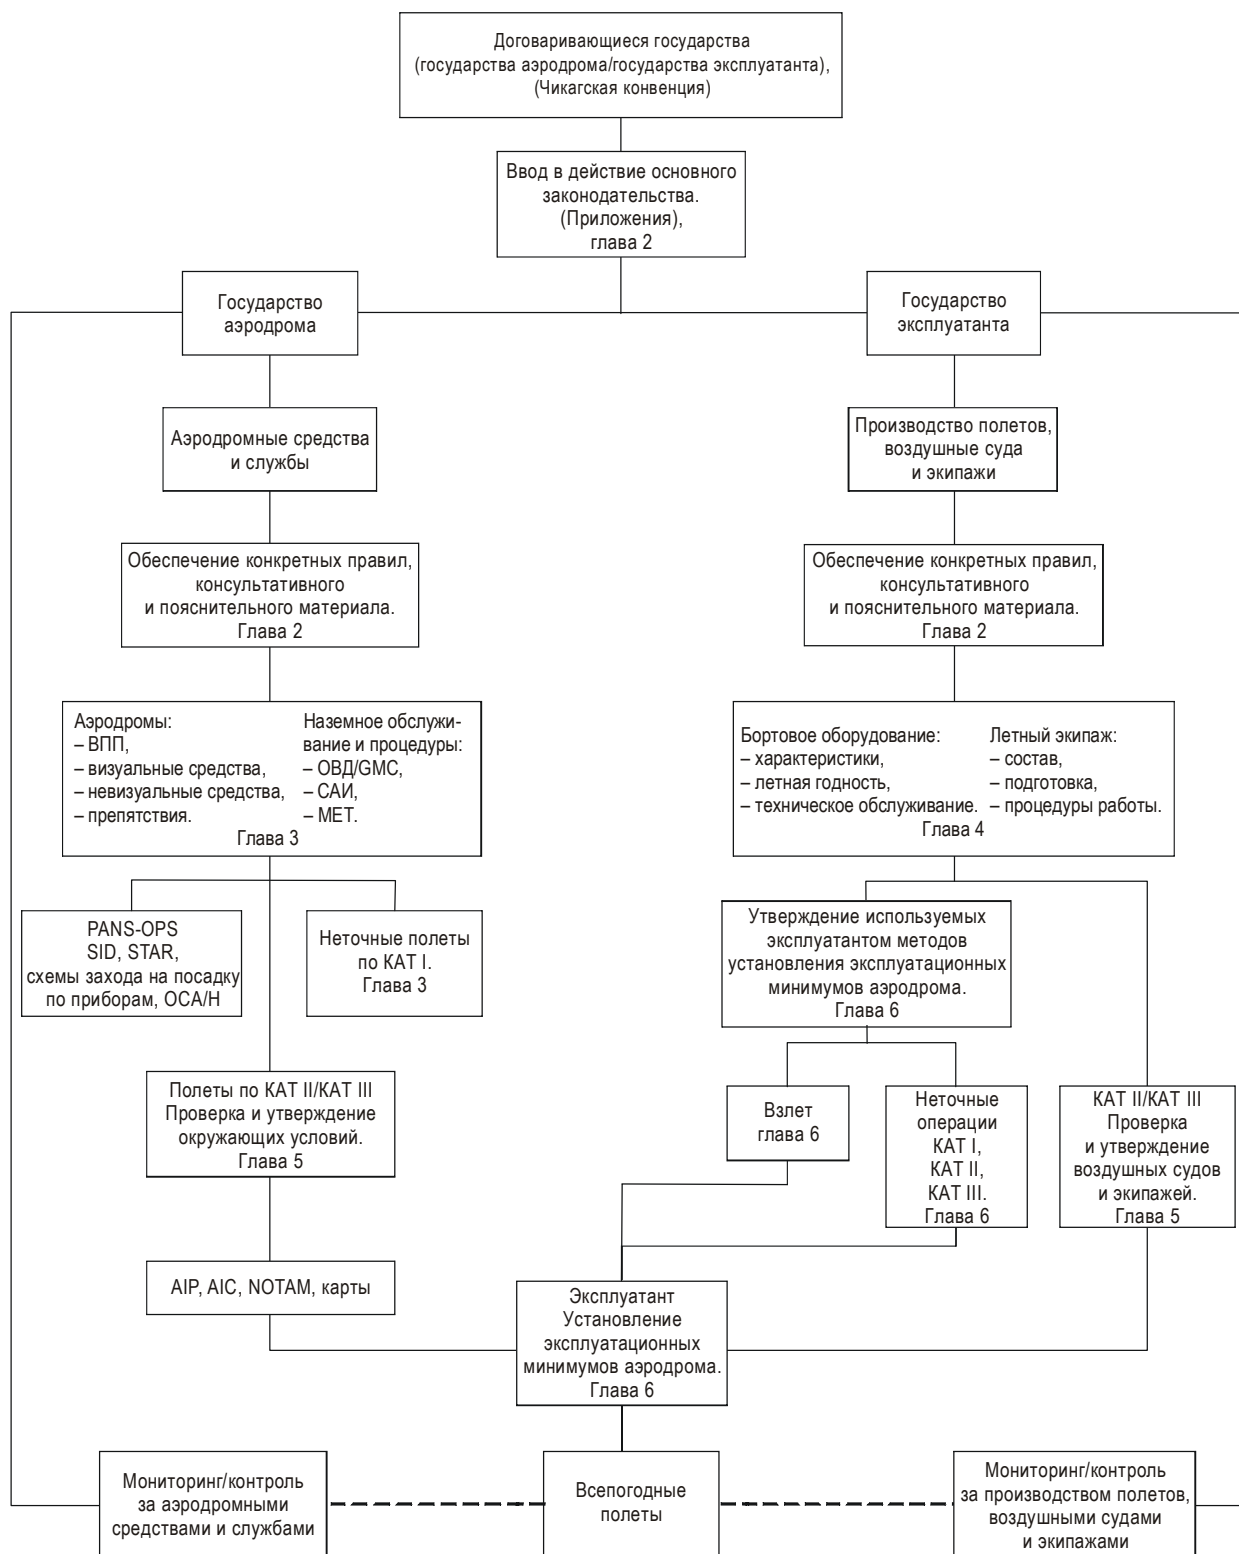 Договаривающиеся государства
(государства аэродрома/государства эксплуатанта),
(Чикагская конвенция)
Ввод в действие основного
законодательства.
(Приложения),
глава 2
Государство
аэродрома
Государство
эксплуатанта
Аэродромные средства
и службы
Производство полетов,
воздушные суда
и экипажи
Обеспечение конкретных правил,
консультативного
и пояснительного материала.
Глава 2
Обеспечение конкретных правил,
консультативного
и пояснительного материала.
Глава 2
Аэродромы:
– ВПП,
– визуальные средства,
– невизуальные средства,
– препятствия.
Наземное обслужи-
вание и процедуры:
– ОВД/GMC,
– САИ,
– МЕТ.
Глава 3
Бортовое оборудование:
– характеристики,
– летная годность,
– техническое обслуживание.
Летный экипаж:
– состав,
– подготовка,
– процедуры работы.
Глава 4
PANS-OPS
SID, STAR,
схемы захода на посадку
по приборам, ОСА/Н
Неточные полеты
по КАТ I.
Глава 3
Утверждение используемых
эксплуатантом методов
установления эксплуатационных
минимумов аэродрома.
Глава 6
Полеты по КАТ II/КАТ III
Проверка и утверждение
окружающих условий.
Глава 5
Взлет
глава 6
Неточные
операции
КАТ I,
КАТ II,
КАТ III.
Глава 6
КАТ II/КАТ III
Проверка
и утверждение
воздушных судов
и экипажей.
Глава 5
AIP, AIC, NOTAM, карты
Эксплуатант
Установление
эксплуатационных
минимумов аэродрома.
Глава 6
Мониторинг/контроль
за аэродромными
средствами и службами
Всепогодные
полеты
Мониторинг/контроль
за производством полетов,
воздушными судами
и экипажами